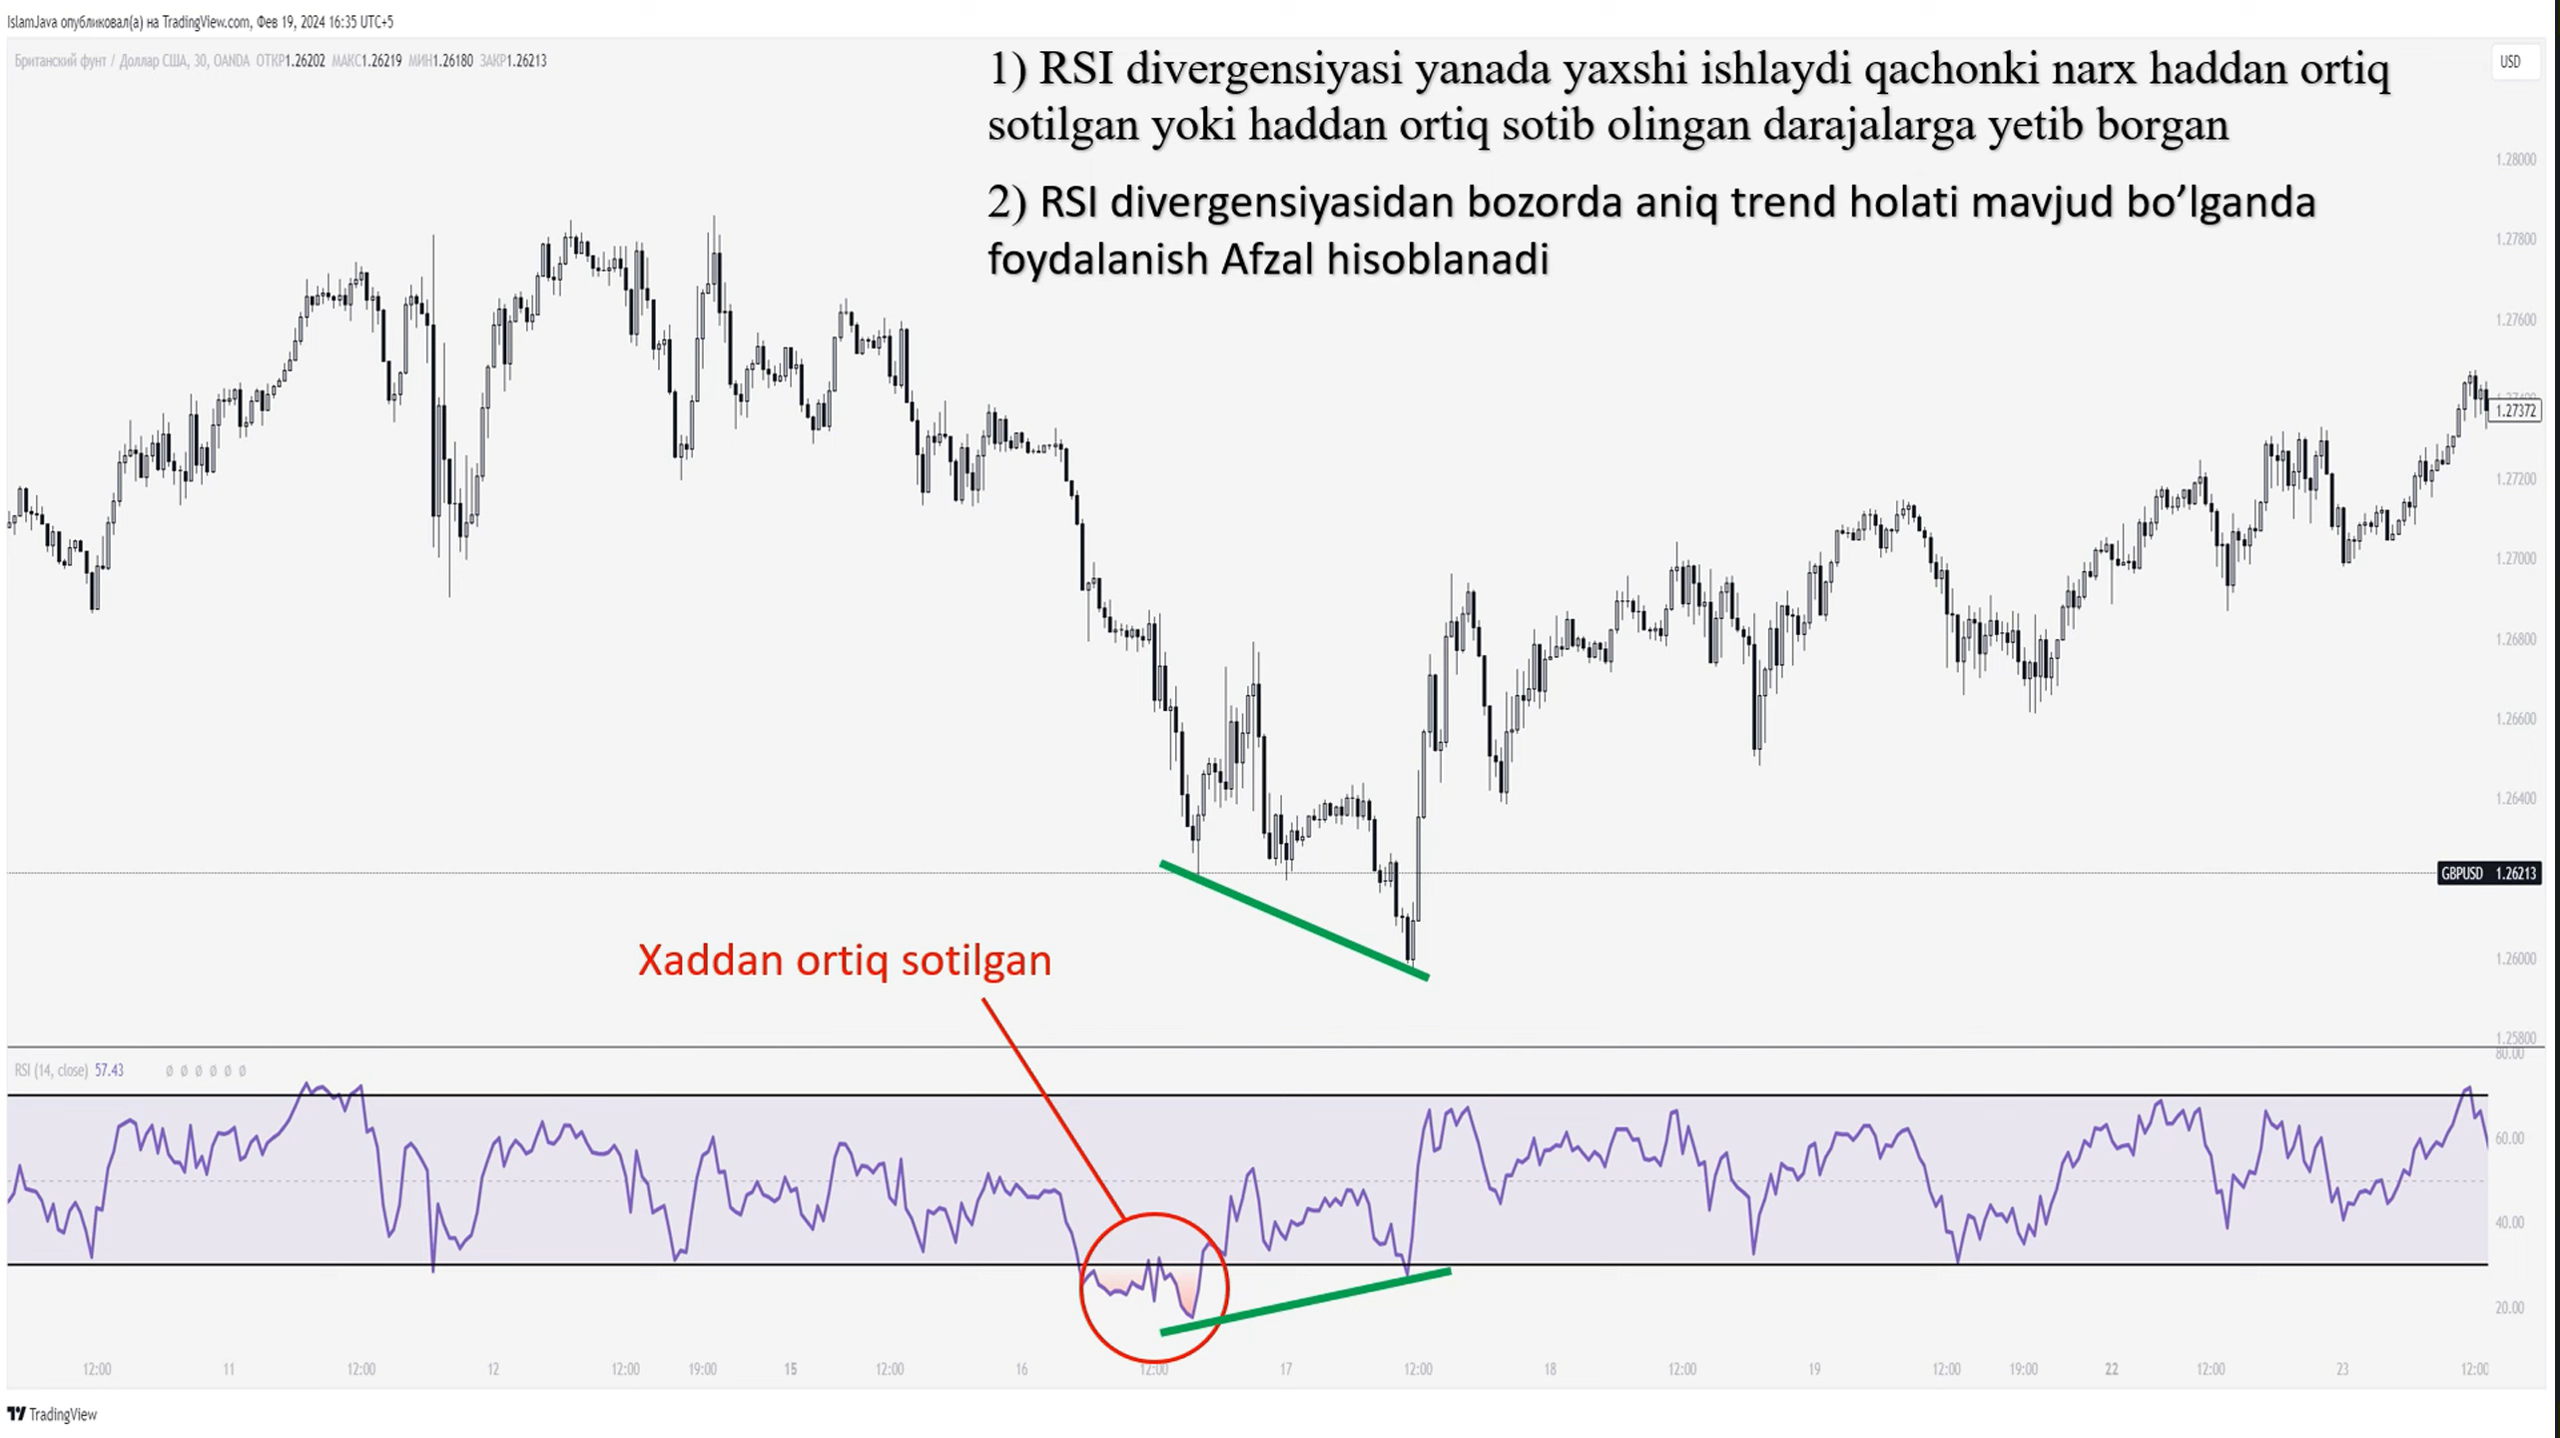 IslamJava опубликовал(а) на TradingView.com, Фев 19, 2024 16:35 UTC+5
Британский фунт / Доллар США, 30, OANDA ОТКР1.26202 МАКС1.26219 МИН1.26180 ЗАКР1.26213
USD
1) RSI divergensiyasi yanada yaxshi ishlaydi qachonki narx haddan ortiq
sotilgan yoki haddan ortiq sotib olingan darajalarga yetib borgan
2) RSI divergensiyasidan bozorda aniq trend holati mavjud bo’lganda
foydalanish Afzal hisoblanadi
1.28000
1.27800
1.27600
1.27372
1.27200
1.27000
1.26800
1.26600
1.26400
GBPUSD 1.26213
Xaddan ortiq sotilgan
1.26000
1.25800
80.00
RSI (14, close) 57.43 Ø Ø Ø Ø Ø Ø
60.00
40.00
20.00
12:00 11 12:00 12 12:00 19:00 15 12:00 16 12:00 17 12:00 18 12:00 19 12:00 19:00 22 12:00 23 12:00
TradingView